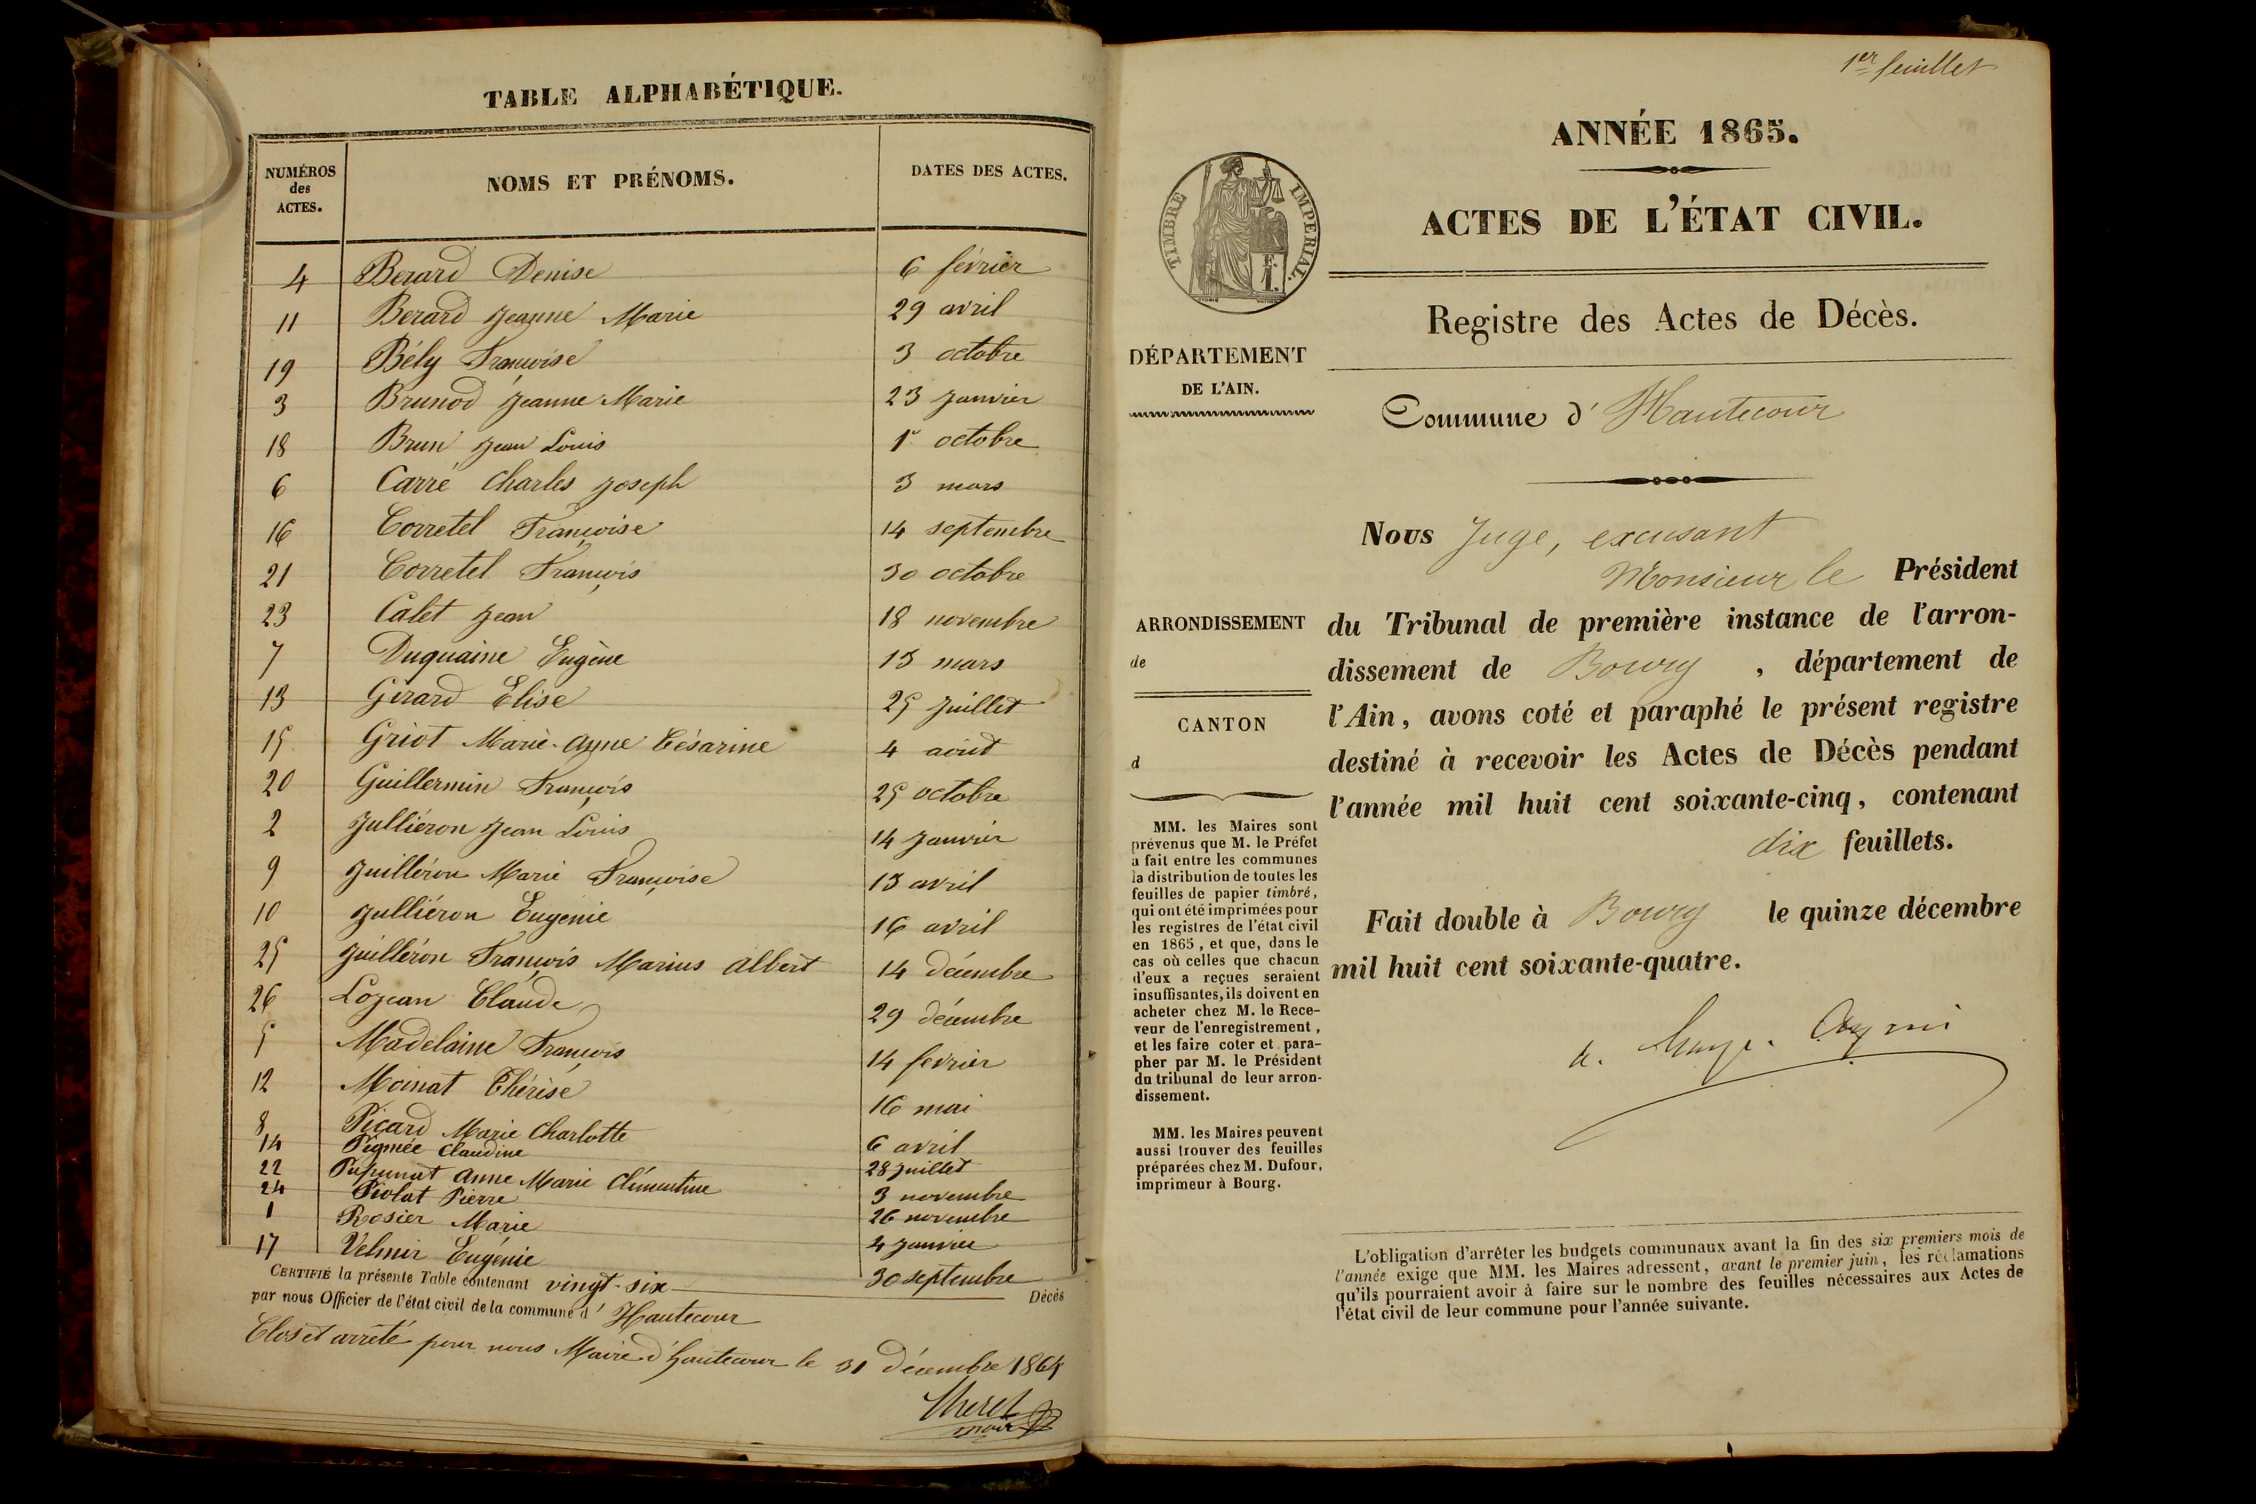 TABLE ALPHABÉTIQUE.
NUMÉROS des ACTES. NOMS ET PRÉNOMS. DATES DES ACTES.
4 Berard Denise 6 février
11 Berard Jeanne Marie 29 avril
19 Bély Françoise 3 octobre
3 Brunod Jeanne Marie 23 Janvier
18 Brun Jean Louis 1r octobre
6 Carré Charles Joseph 3 mars
16 Corretel Françoise 14 septembre
21 Corretel François 30 octobre
23 Calet Jean 18 novembre
7 Duquaine Eugène 13 mars
13 Girard Elise 25 Juillet
15 Griot Marie-Anne Césarine 4 août
20 Guillermin François 25 octobre
2 Jullieron Jean Louis 14 Janvier
9 Juilléron Marie Françoise 13 avril
10 Julliéron Eugénie 16 avril
25 Juilléron François Marius Albert 14 décembre
26 Lojean Claude 29 décembre
5 Madelaine François 14 fevrier
12 Moinat Thérise 16 mai
8 Picard Marie Charlotte 6 avril
14 Pigmée Claudine 28 Juillet
22 Anne Marie Clémentine 3 novembre
24 Piolat Pierre 26 novembre
1 Rosier Marie 4 Janvier
17 Velmir Eugénie 30 septembre
CERTIFIÉ la présente Table contenant vingt-six Décès
par nous Officier de l'état civil de la commune d' Hautecour
Clos et arrêté par nous Maire d'hautecour le 31 décembre 1864
maire
1er feuillet
ANNÉE 1865.
ACTES DE L'ÉTAT CIVIL.
TIMBRE IMPERIAL.
F. 1.
Registre des Actes de Décès.
DÉPARTEMENT
DE L'AIN.
Commune d' Hautecour
Nous Juge, excusant
Monsieur le Président
du Tribunal de première instance de l'arron-
dissement de Bourg , département de
l'Ain, avons coté et paraphé le présent registre
destiné à recevoir les Actes de Décès pendant
l'année mil huit cent soixante-cinq, contenant
dix feuillets.
Fait double à Bourg le quinze décembre
mil huit cent soixante-quatre.
ARRONDISSEMENT
de
CANTON
d
MM. les Maires sont
prévenus que M. le Préfet
a fait entre les communes
la distribution de toutes les
feuilles de papier timbré,
qui ont été imprimées pour
les registres de l'état civil
en 1865, et que, dans le
cas où celles que chacun
d'eux a reçues seraient
insuffisantes, ils doivent en
acheter chez M. le Rece-
veur de l'enregistrement,
et les faire coter et para-
pher par M. le Président
du tribunal de leur arron-
dissement.
MM. les Maires peuvent
aussi trouver des feuilles
préparées chez M. Dufour,
imprimeur à Bourg.
L'obligation d'arrêter les budgets communaux avant la fin des six premiers mois de
l'année exige que MM. les Maires adressent, avant le premier juin, les réclamations
qu'ils pourraient avoir à faire sur le nombre des feuilles nécessaires aux Actes de
l'état civil de leur commune pour l'année suivante.